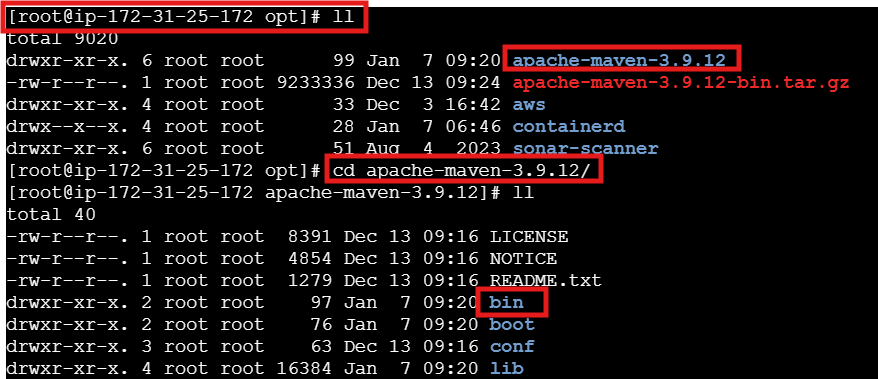 [root@ip-172-31-25-172 opt]# ll
total 9020
drwxr-xr-x. 6 root root      99 Jan  7 09:20 apache-maven-3.9.12
-rw-r--r--. 1 root root 9233336 Dec 13 09:24 apache-maven-3.9.12-bin.tar.gz
drwxr-xr-x. 4 root root      33 Dec  3 16:42 aws
drwx--x--x. 4 root root      28 Jan  7 06:46 containerd
drwxr-xr-x. 6 root root      51 Aug  4  2023 sonar-scanner
[root@ip-172-31-25-172 opt]# cd apache-maven-3.9.12/
[root@ip-172-31-25-172 apache-maven-3.9.12]# ll
total 40
-rw-r--r--. 1 root root  8391 Dec 13 09:16 LICENSE
-rw-r--r--. 1 root root  4854 Dec 13 09:16 NOTICE
-rw-r--r--. 1 root root  1279 Dec 13 09:16 README.txt
drwxr-xr-x. 2 root root    97 Jan  7 09:20 bin
drwxr-xr-x. 2 root root    76 Jan  7 09:20 boot
drwxr-xr-x. 3 root root    63 Dec 13 09:16 conf
drwxr-xr-x. 4 root root 16384 Jan  7 09:20 lib